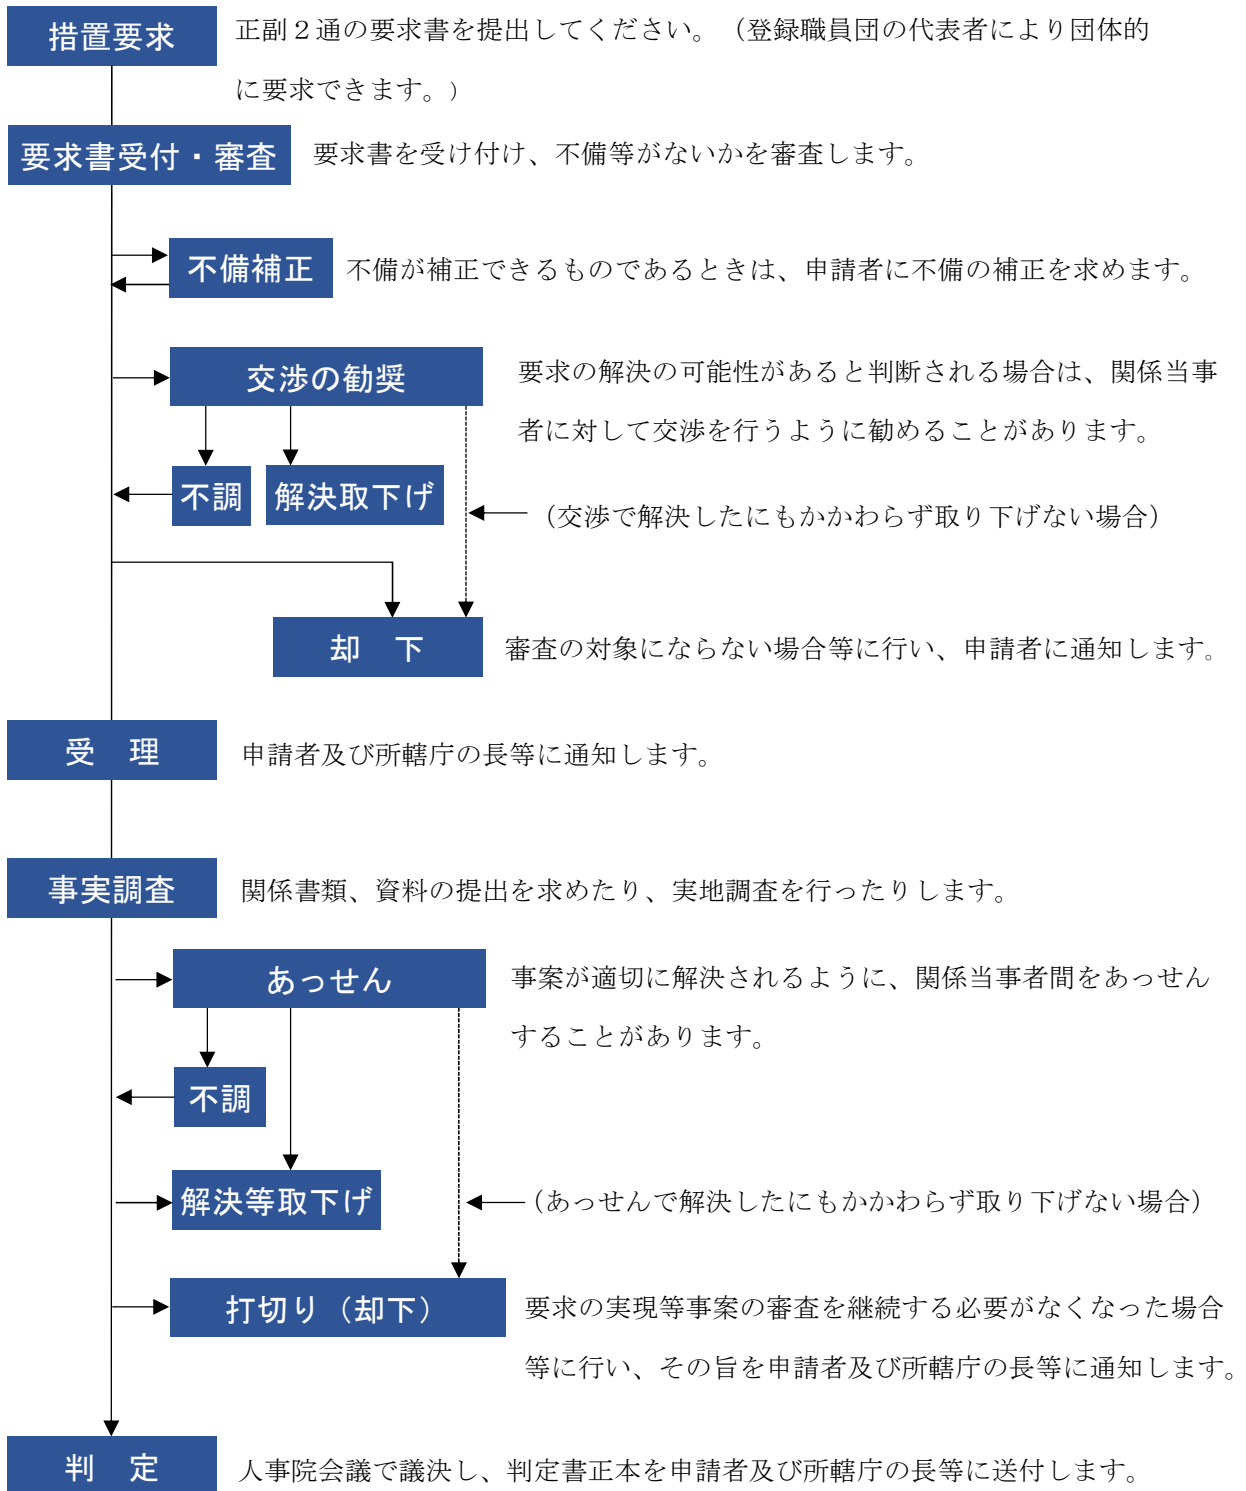 措置要求
正副２通の要求書を提出してください。（登録職員団の代表者により団体的
に要求できます。）
要求書受付・審査
要求書を受け付け、不備等がないかを審査します。
不備補正
不備が補正できるものであるときは、申請者に不備の補正を求めます。
交渉の勧奨
要求の解決の可能性があると判断される場合は、関係当事
者に対して交渉を行うように勧めることがあります。
不調
解決取下げ
（交渉で解決したにもかかわらず取り下げない場合）
却　下
審査の対象にならない場合等に行い、申請者に通知します。
受　理
申請者及び所轄庁の長等に通知します。
事実調査
関係書類、資料の提出を求めたり、実地調査を行ったりします。
あっせん
事案が適切に解決されるように、関係当事者間をあっせん
することがあります。
不調
解決等取下げ
（あっせんで解決したにもかかわらず取り下げない場合）
打切り（却下）
要求の実現等事案の審査を継続する必要がなくなった場合
等に行い、その旨を申請者及び所轄庁の長等に通知します。
判　定
人事院会議で議決し、判定書正本を申請者及び所轄庁の長等に送付します。